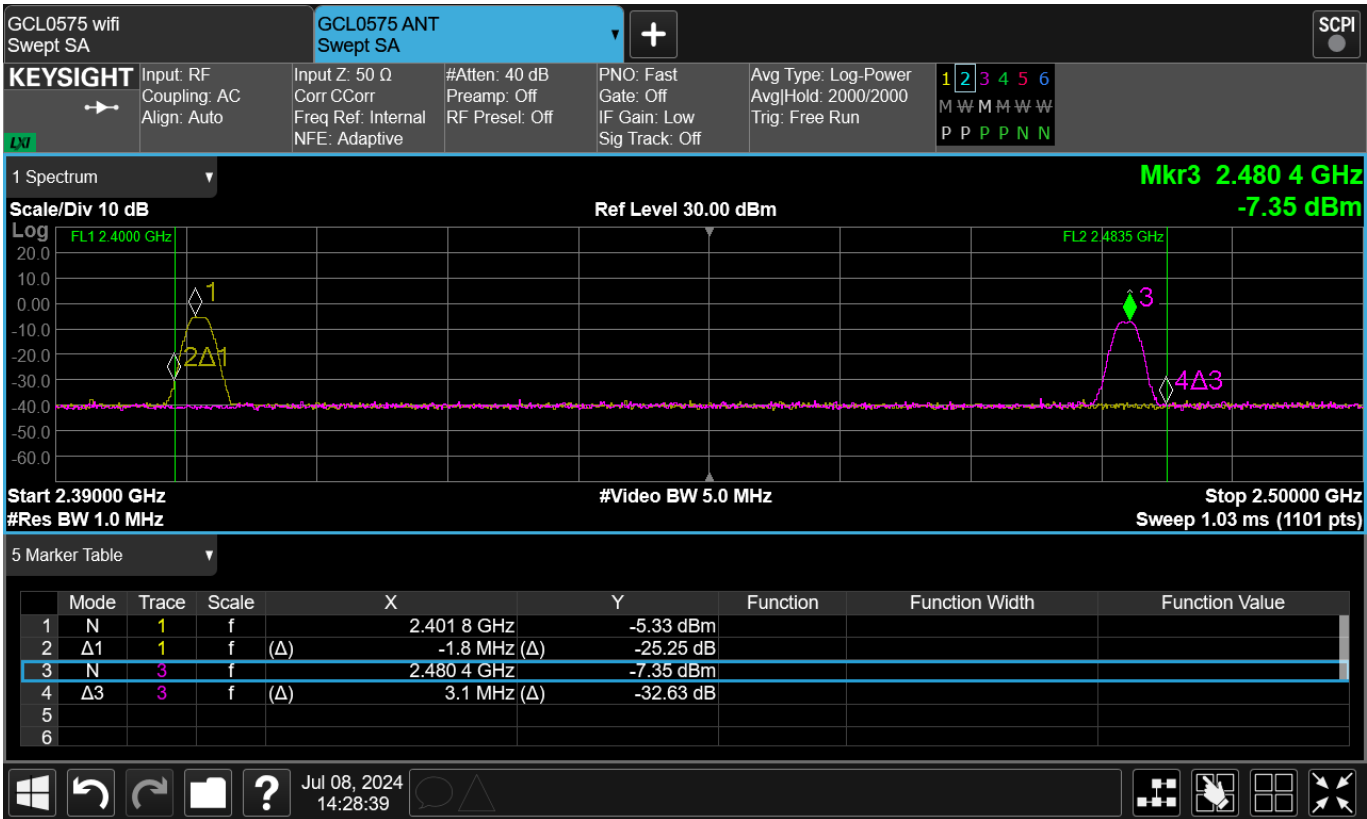 GCL0575 wifi
Swept SA
GCL0575 ANT
Swept SA
SCPI
KEYSIGHT
LXI
Input: RF
Coupling: AC
Align: Auto
Input Z: 50 Ω
Corr CCorr
Freq Ref: Internal
NFE: Adaptive
#Atten: 40 dB
Preamp: Off
RF Presel: Off
PNO: Fast
Gate: Off
IF Gain: Low
Sig Track: Off
Avg Type: Log-Power
Avg|Hold: 2000/2000
Trig: Free Run
1 2 3 4 5 6
M W M M W W
P P P P N N
1 Spectrum
Mkr3 2.480 4 GHz
-7.35 dBm
Scale/Div 10 dB
Ref Level 30.00 dBm
Log
FL1 2.4000 GHz
FL2 2.4835 GHz
20.0
10.0
0.00
-10.0
-20.0
-30.0
-40.0
-50.0
-60.0
1
2Δ1
3
4Δ3
Start 2.39000 GHz
#Video BW 5.0 MHz
Stop 2.50000 GHz
#Res BW 1.0 MHz
Sweep 1.03 ms (1101 pts)
5 Marker Table
Mode Trace Scale X Y Function Function Width Function Value
1 N 1 f 2.401 8 GHz -5.33 dBm
2 Δ1 1 f (Δ) -1.8 MHz (Δ) -25.25 dB
3 N 3 f 2.480 4 GHz -7.35 dBm
4 Δ3 3 f (Δ) 3.1 MHz (Δ) -32.63 dB
5
6
?
Jul 08, 2024
14:28:39